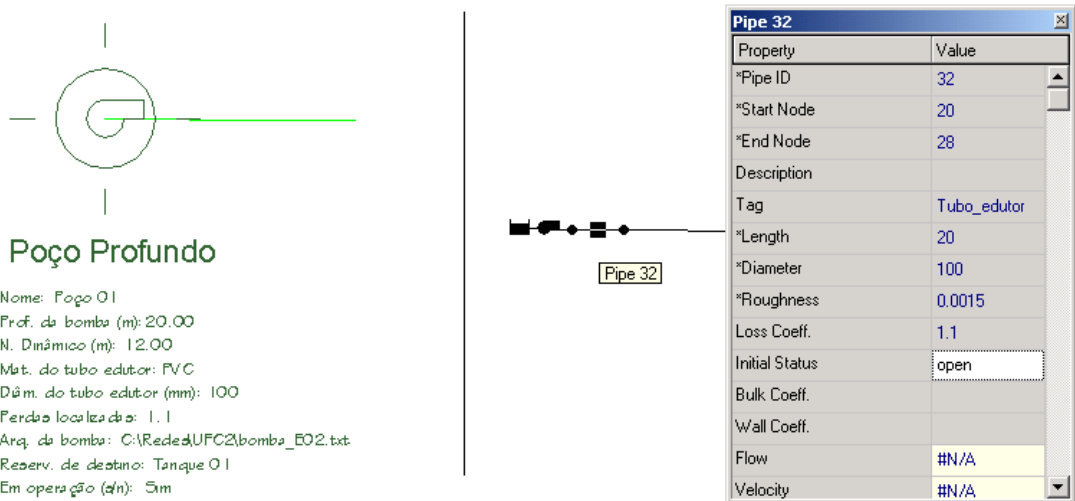 Poço Profundo
Nome: Poço 01
Prof. da bomba (m): 20.00
N. Dinâmico (m): 12.00
Mat. do tubo edutor: PVC
Diâm. do tubo edutor (mm): 100
Perdas localizadas: 1.1
Arq. da bomba: C:\Redes\UFC2\bomba_E02.txt
Reserv. de destino: Tanque 01
Em operação (s/n): Sim
Pipe 32
Pipe 32
Property Value
*Pipe ID 32
*Start Node 20
*End Node 28
Description
Tag Tubo_edutor
*Length 20
*Diameter 100
*Roughness 0.0015
Loss Coeff. 1.1
Initial Status open
Bulk Coeff.
Wall Coeff.
Flow #N/A
Velocity #N/A